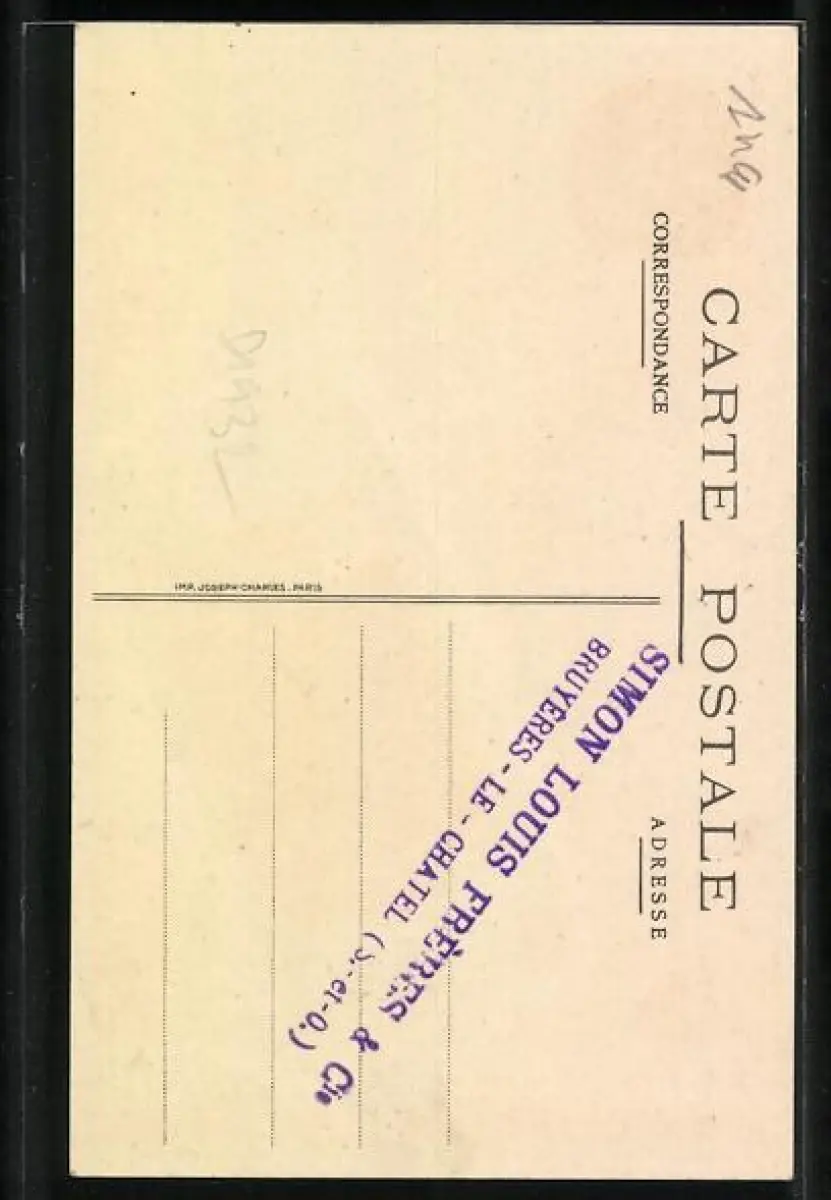 CARTE POSTALE
CORRESPONDANCE
ADRESSE
SIMON LOUIS FRÈRES & Cie
BRUYÈRES-LE-CHATEL (S.-et-O.)
IMP. JOSEPH-CHARLES. PARIS